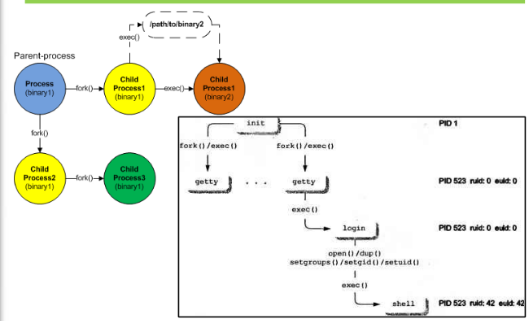 /path/to/binary2
exec()
Parent-process
Process
(binary1)
fork()
Child
Process1
(binary1)
exec()
Child
Process1
(binary2)
fork()
Child
Process2
(binary1)
fork()
Child
Process3
(binary1)
init
PID 1
fork()/exec()
fork()/exec()
getty
. . .
getty
PID 523 ruid: 0 euid: 0
exec()
login
PID 523 ruid: 0 euid: 0
open()/dup()
setgroups()/setgid()/setuid()
exec()
shell
PID 523 ruid: 42 euid: 42